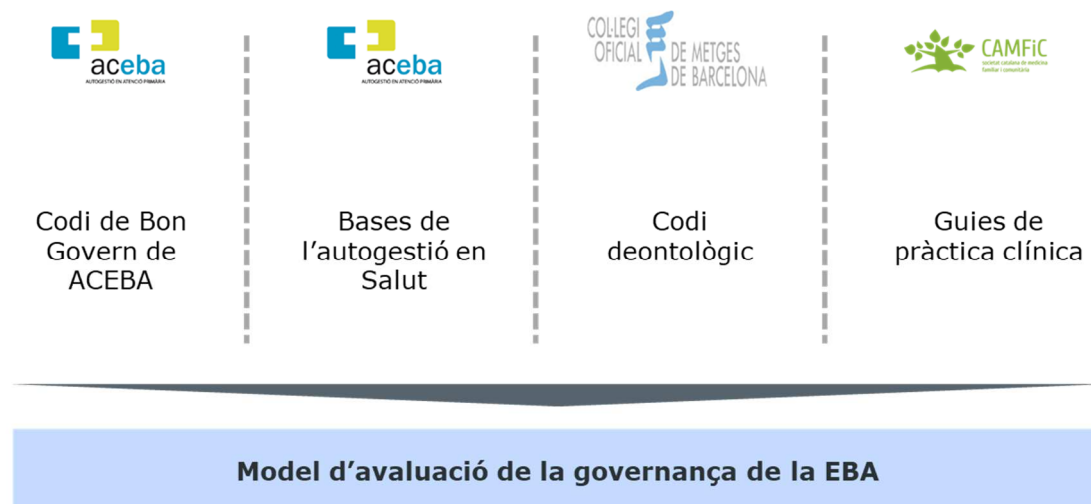 aceba
AUTOGESTIÓ EN ATENCIÓ PRIMÀRIA
aceba
AUTOGESTIÓ EN ATENCIÓ PRIMÀRIA
COL·LEGI
OFICIAL
DE METGES
DE BARCELONA
CAMFiC
societat catalana de medicina
familiar i comunitària
Codi de Bon
Govern de
ACEBA
Bases de
l’autogestió en
Salut
Codi
deontològic
Guies de
pràctica clínica
Model d’avaluació de la governança de la EBA